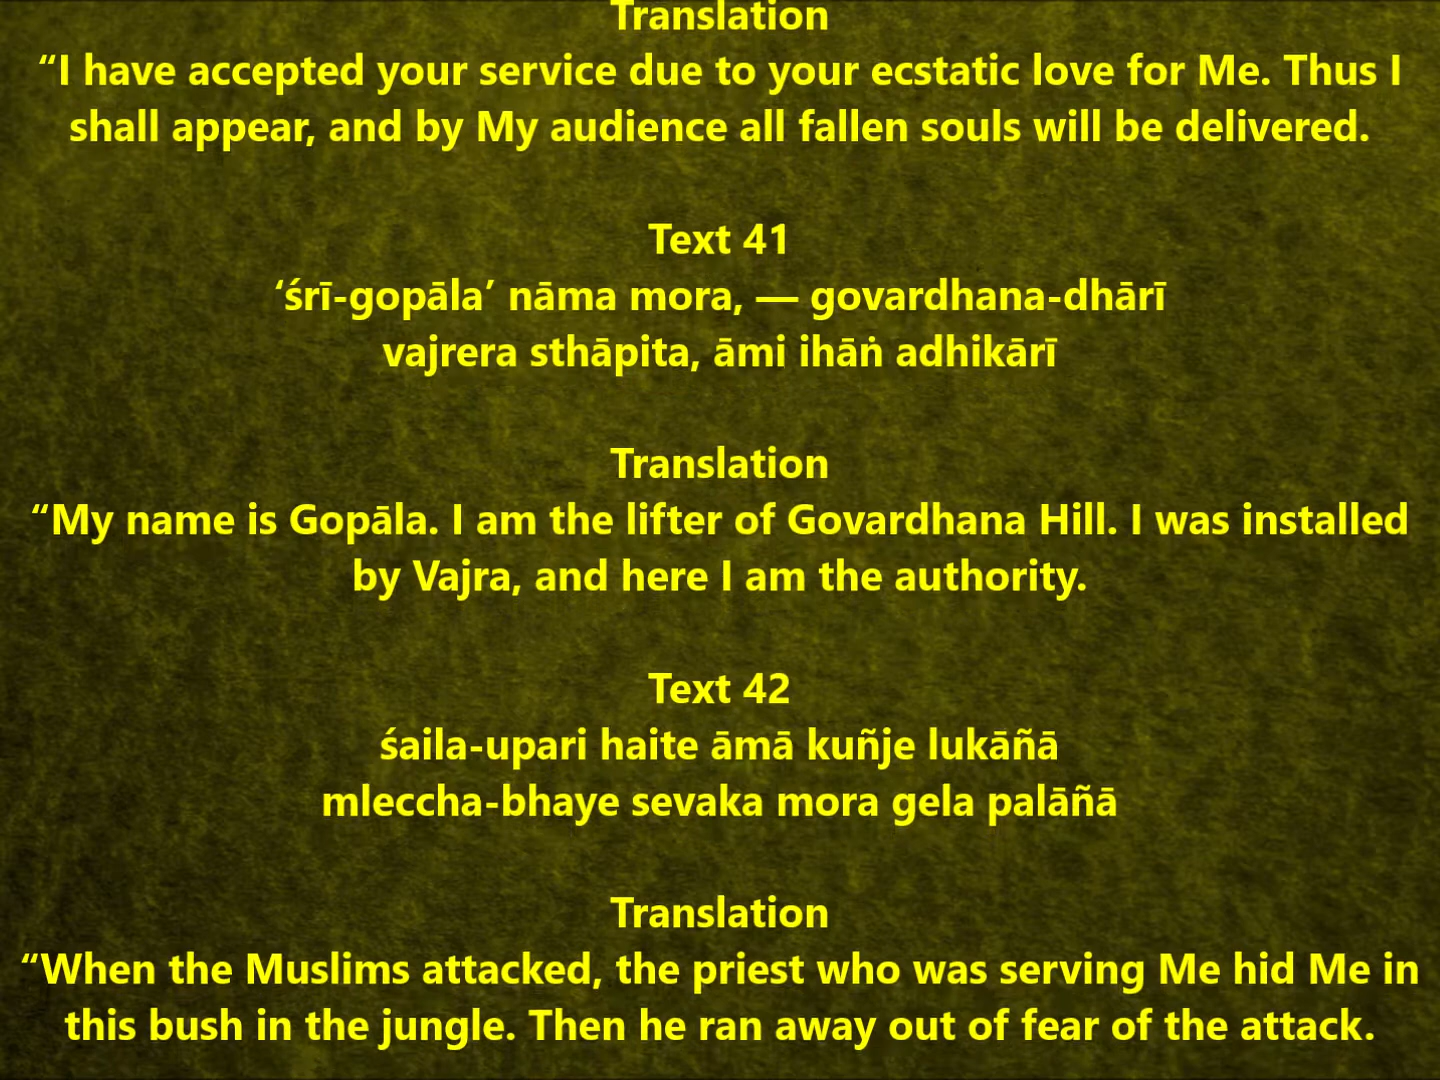 Translation
“I have accepted your service due to your ecstatic love for Me. Thus I
shall appear, and by My audience all fallen souls will be delivered.
Text 41
‘śrī-gopāla’ nāma mora, — govardhana-dhārī
vajrera sthāpita, āmi ihāṅ adhikārī
Translation
“My name is Gopāla. I am the lifter of Govardhana Hill. I was installed
by Vajra, and here I am the authority.
Text 42
śaila-upari haite āmā kuñje lukāñā
mleccha-bhaye sevaka mora gela palāñā
Translation
“When the Muslims attacked, the priest who was serving Me hid Me in
this bush in the jungle. Then he ran away out of fear of the attack.